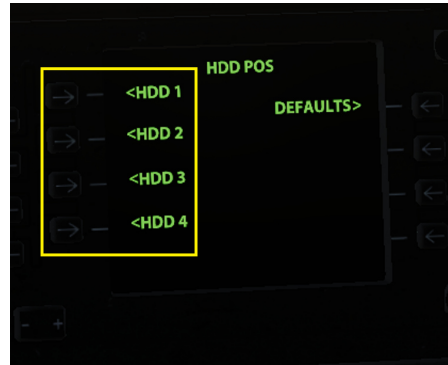 HDD POS
<HDD 1
DEFAULTS>
<HDD 2
<HDD 3
<HDD 4
- +